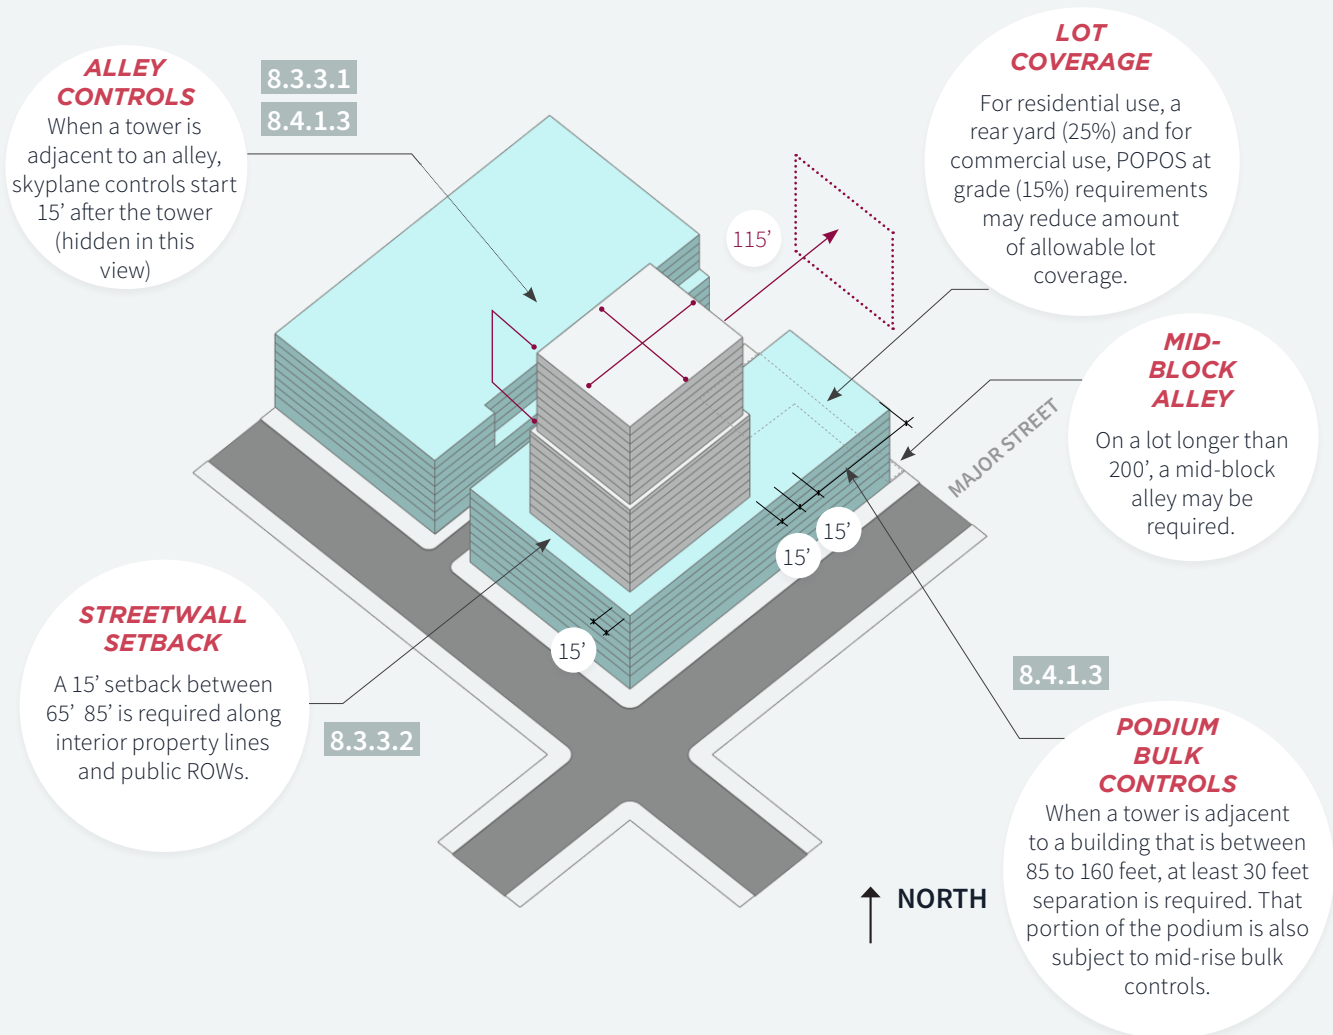 ALLEY
CONTROLS
When a tower is
adjacent to an alley,
skyplane controls start
15’ after the tower
(hidden in this
view)
8.3.3.1
8.4.1.3
LOT
COVERAGE
For residential use, a
rear yard (25%) and for
commercial use, POPOS at
grade (15%) requirements
may reduce amount
of allowable lot
coverage.
115’
MID-
BLOCK
ALLEY
On a lot longer than
200’, a mid-block
alley may be
required.
MAJOR STREET
15’
15’
15’
STREETWALL
SETBACK
A 15’ setback between
65’ 85’ is required along
interior property lines
and public ROWs.
8.3.3.2
8.4.1.3
PODIUM
BULK
CONTROLS
When a tower is adjacent
to a building that is between
85 to 160 feet, at least 30 feet
separation is required. That
portion of the podium is also
subject to mid-rise bulk
controls.
NORTH